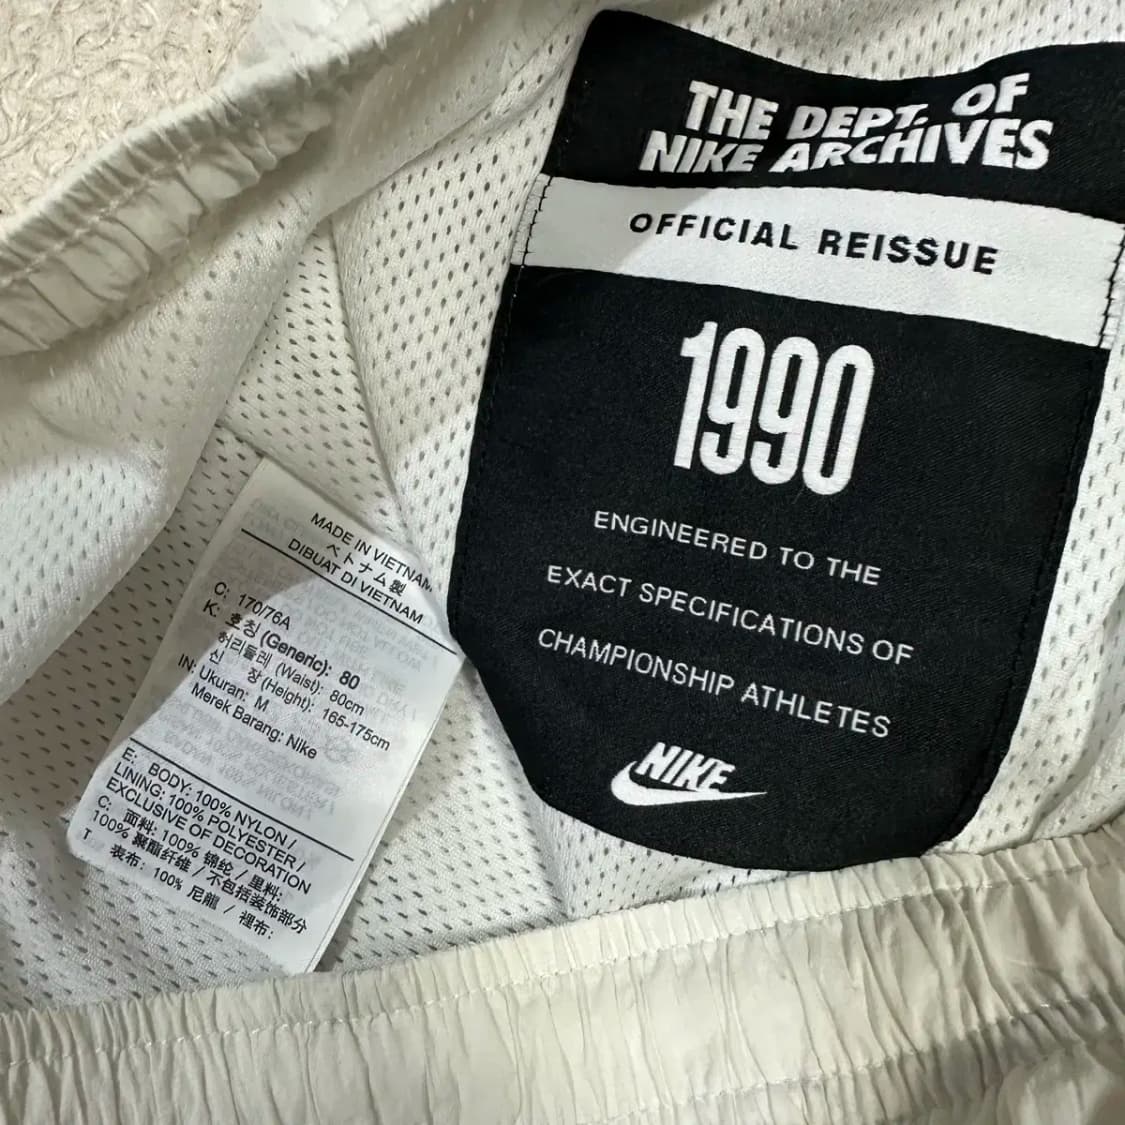 THE DEPT. OF
NIKE ARCHIVES
OFFICIAL REISSUE
1990
ENGINEERED TO THE
EXACT SPECIFICATIONS OF
CHAMPIONSHIP ATHLETES
NIKE
MADE IN VIETNAM
ベトナム製
DIBUAT DI VIETNAM
C: 170/76A
K: 호칭 (Generic): 80
허리둘레 (Waist): 80cm
신 장 (Height): 165-175cm
IN: Ukuran: M
Merek Barang: Nike
E: BODY: 100% NYLON /
LINING: 100% POLYESTER /
EXCLUSIVE OF DECORATION
C: 面料: 100% 锦纶 / 里料:
100% 聚酯纤维 / 不包括装饰部分
T 表布: 100% 尼龍 / 裡布: